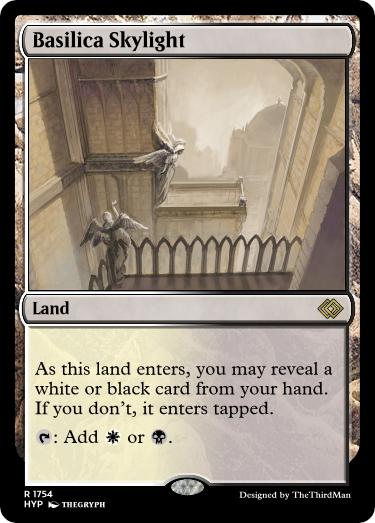 Basilica Skylight
Land
As this land enters, you may reveal a
white or black card from your hand.
If you don't, it enters tapped.
: Add or .
R 1754
HYP THEGRYPH
Designed by TheThirdMan